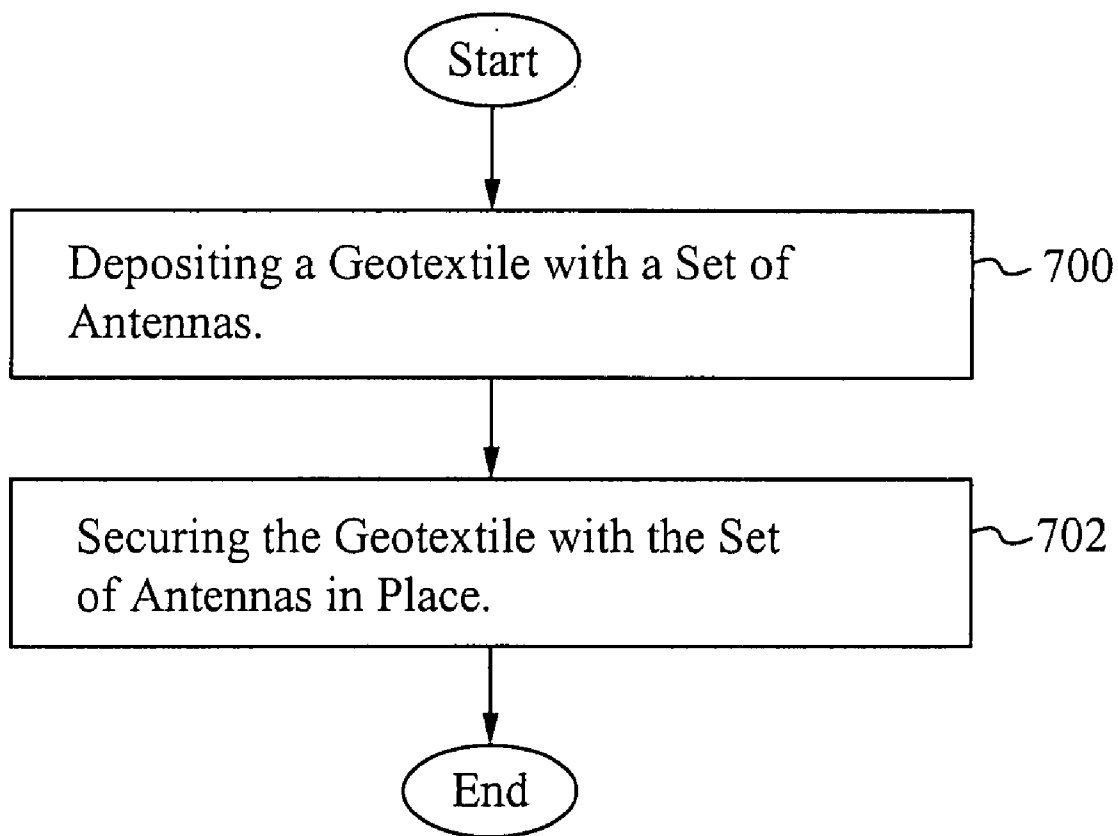 Start
Depositing a Geotextile with a Set of
Antennas.
700
Securing the Geotextile with the Set
of Antennas in Place.
702
End